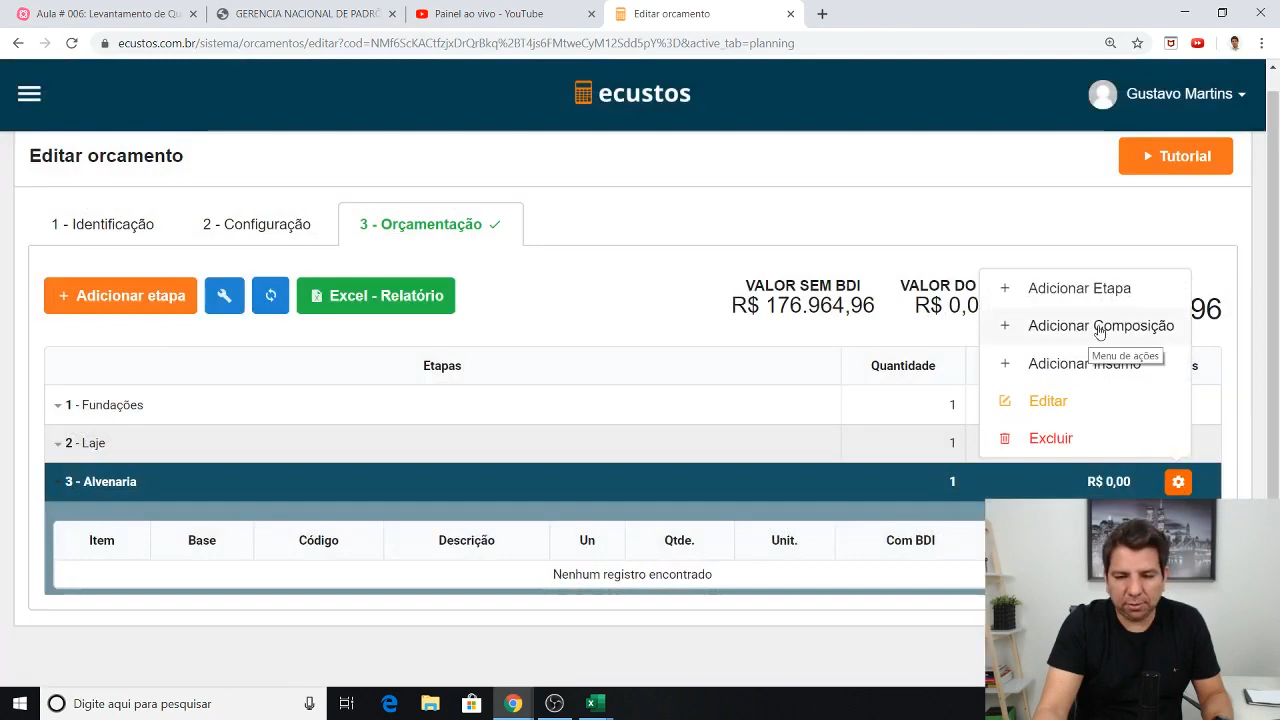 Aula # 006: Levantamento de Qu
GERENCIA NACIONAL DE PADRÕ
Painel ao vivo - YouTube
Editar orcamento
ecustos.com.br/sistema/orcamentos/editar?cod=NMf6ScKACtfzjxDrQrBlq%2BT4js6FMtweCyM12Sdd5pY%3D&active_tab=planning
ecustos
Gustavo Martins
Editar orcamento
Tutorial
1 - Identificação
2 - Configuração
3 - Orçamentação
+ Adicionar etapa
Excel - Relatório
VALOR SEM BDI
R$ 176.964,96
VALOR DO
R$ 0,0
,96
+ Adicionar Etapa
+ Adicionar Composição
Menu de ações
+ Adicionar Insumo
Editar
Excluir
Etapas
Quantidade
s
1 - Fundações
1
2 - Laje
1
3 - Alvenaria
1
R$ 0,00
Item
Base
Código
Descrição
Un
Qtde.
Unit.
Com BDI
Nenhum registro encontrado
Digite aqui para pesquisar